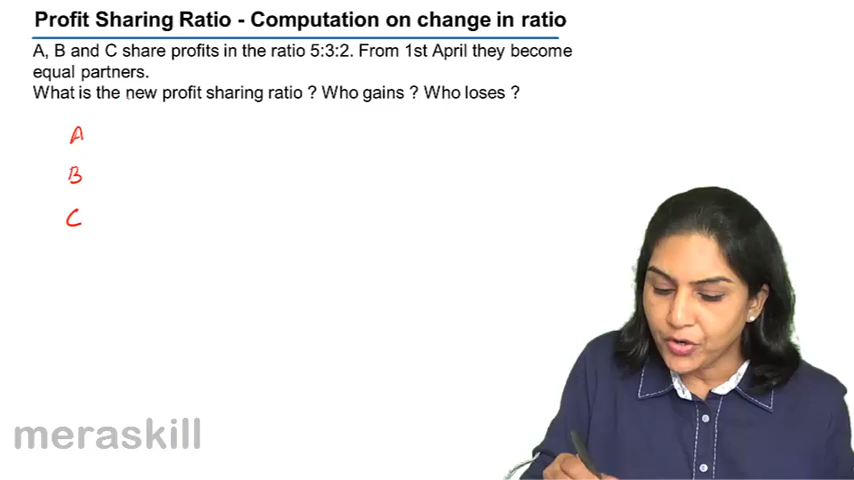 Profit Sharing Ratio - Computation on change in ratio
A, B and C share profits in the ratio 5:3:2. From 1st April they become
equal partners.
What is the new profit sharing ratio ? Who gains ? Who loses ?
A
B
C
meraskill